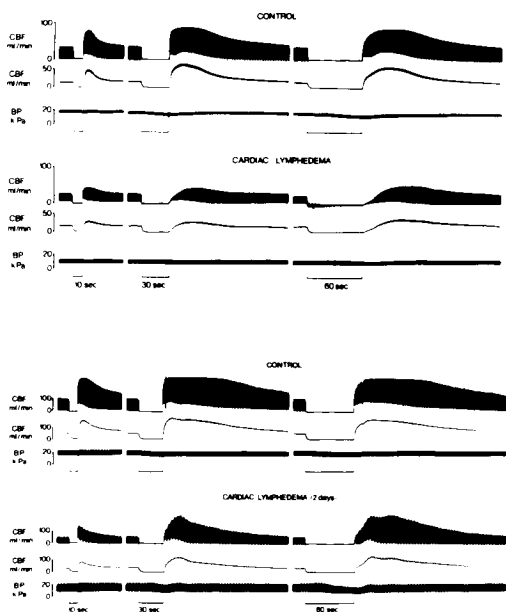 CONTROL
100
CBF
ml/min
0
CBF
ml/min
50
0
BP
kPa
20
0
CARDIAC LYMPHEDEMA
100
CBF
ml/min
0
CBF
ml/min
50
0
BP
kPa
20
0
10 sec
30 sec
60 sec
CONTROL
CBF
ml/min
100
0
CBF
ml/min
100
0
BP
kPa
20
0
CARDIAC LYMPHEDEMA (2 days)
CBF
ml/min
100
0
CBF
ml/min
100
0
BP
kPa
20
0
10 sec
30 sec
60 sec